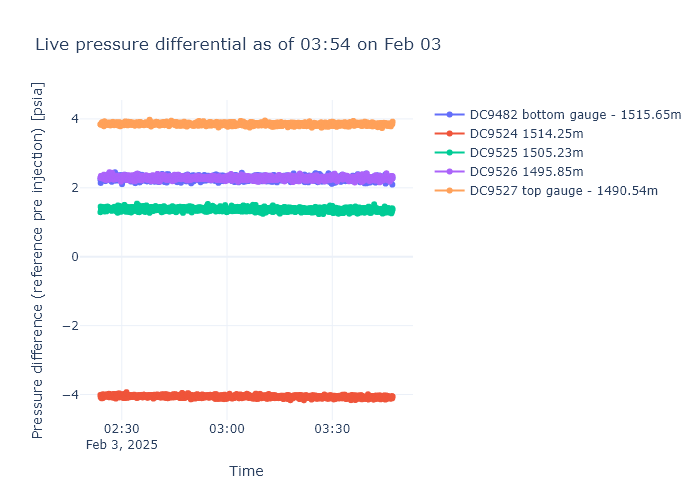 Live pressure differential as of 03:54 on Feb 03
Pressure difference (reference pre injection) [psia]
4
2
0
−2
−4
02:30
Feb 3, 2025
03:00
03:30
Time
DC9482 bottom gauge - 1515.65m
DC9524 1514.25m
DC9525 1505.23m
DC9526 1495.85m
DC9527 top gauge - 1490.54m